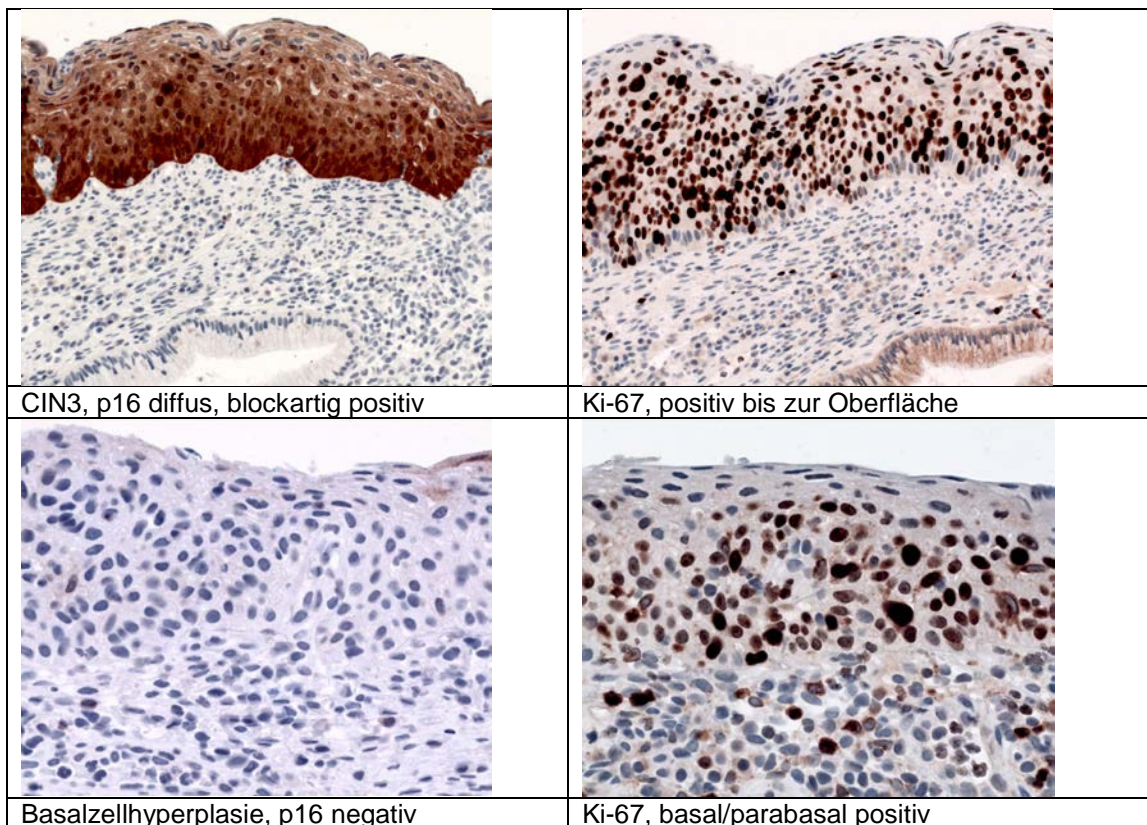 CIN3, p16 diffus, blockartig positiv
Ki-67, positiv bis zur Oberfläche
Basalzellhyperplasie, p16 negativ
Ki-67, basal/parabasal positiv